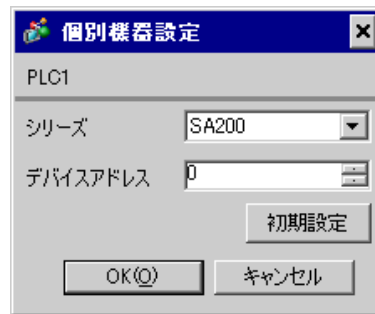 個別機器設定
PLC1
シリーズ SA200
デバイスアドレス 0
初期設定
OK(O) キャンセル